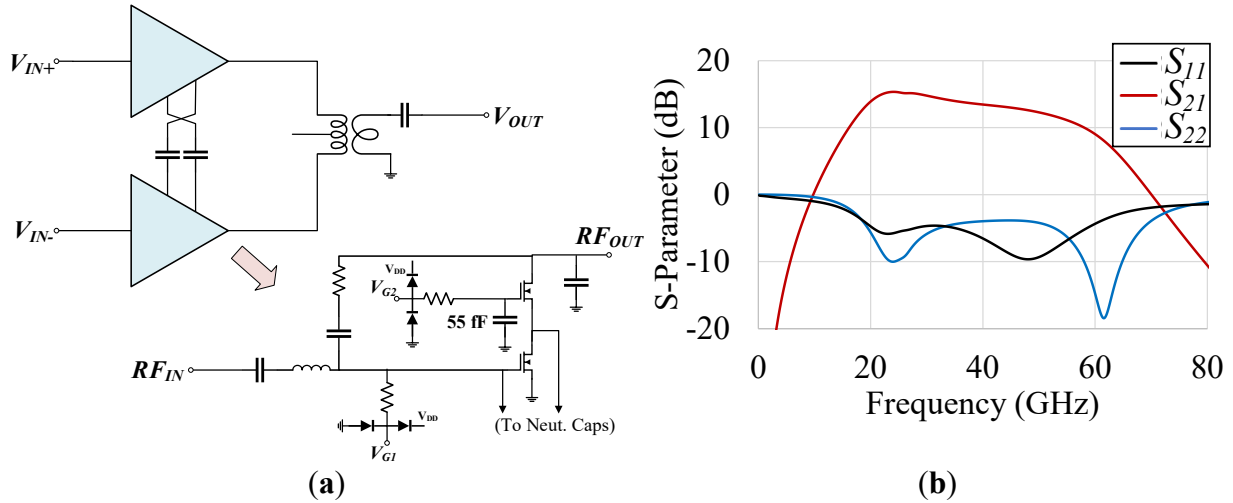 V_IN+
V_OUT
V_IN-
RF_OUT
V_DD
V_G2
55 fF
RF_IN
V_DD
(To Neut. Caps)
V_G1
(a)
20
10
0
-10
-20
0
20
40
60
80
S-Parameter (dB)
Frequency (GHz)
S_11
S_21
S_22
(b)